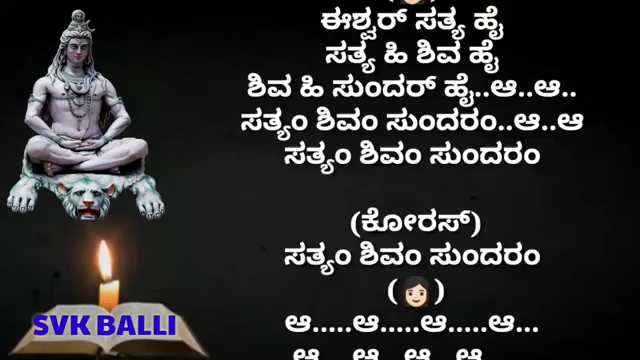 ಈಶ್ವರ್ ಸತ್ಯ ಹೈ
ಸತ್ಯ ಹಿ ಶಿವ ಹೈ
ಶಿವ ಹಿ ಸುಂದರ್ ಹೈ..ಆ..ಆ..
ಸತ್ಯಂ ಶಿವಂ ಸುಂದರಂ..ಆ..ಆ
ಸತ್ಯಂ ಶಿವಂ ಸುಂದರಂ
(ಕೋರಸ್)
ಸತ್ಯಂ ಶಿವಂ ಸುಂದರಂ
(👩🏻)
ಆ.....ಆ.....ಆ.....ಆ...
SVK BALLI